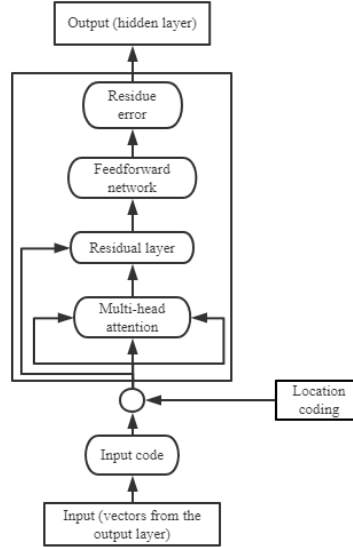 Output (hidden layer)
Residue
error
Feedforward
network
Residual layer
Multi-head
attention
Location
coding
Input code
Input (vectors from the
output layer)